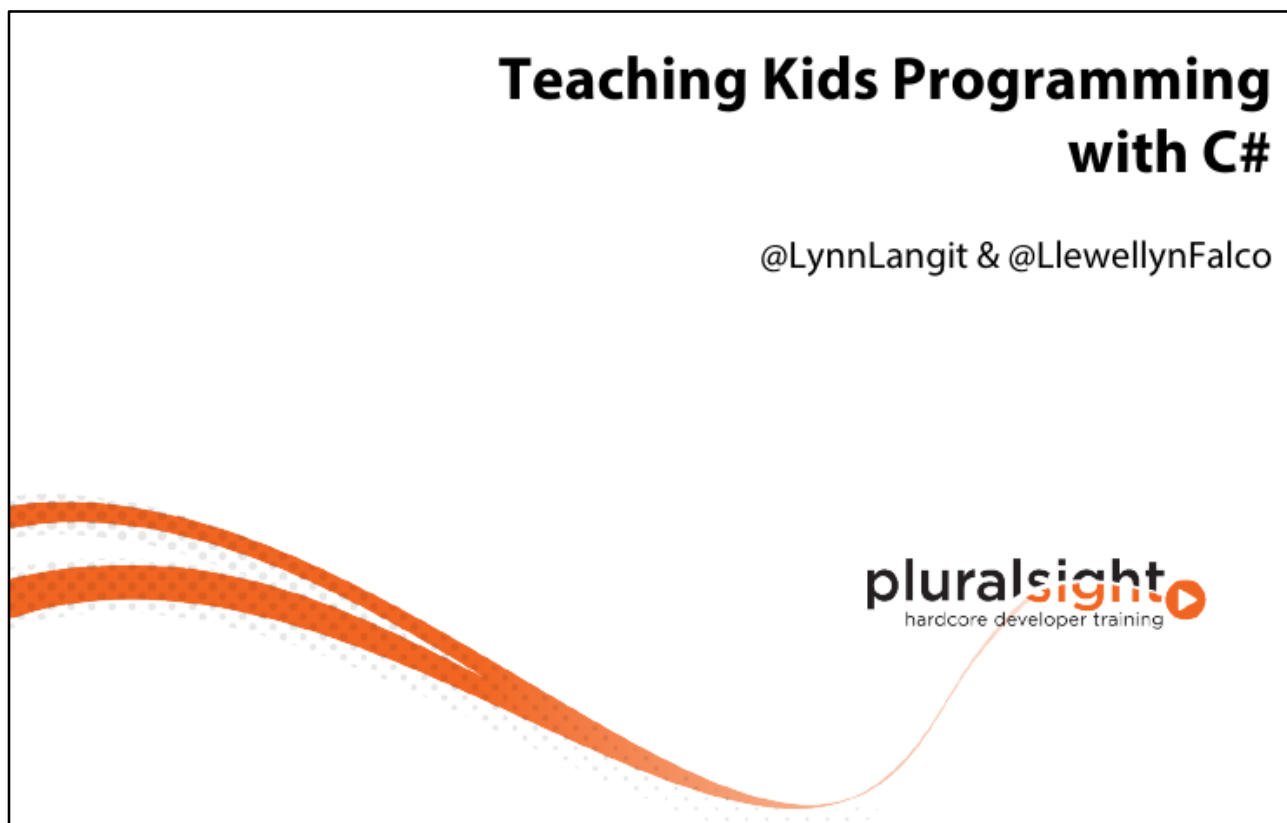 Teaching Kids Programming
with C#
@LynnLangit & @LlewellynFalco
pluralsight
hardcore developer training